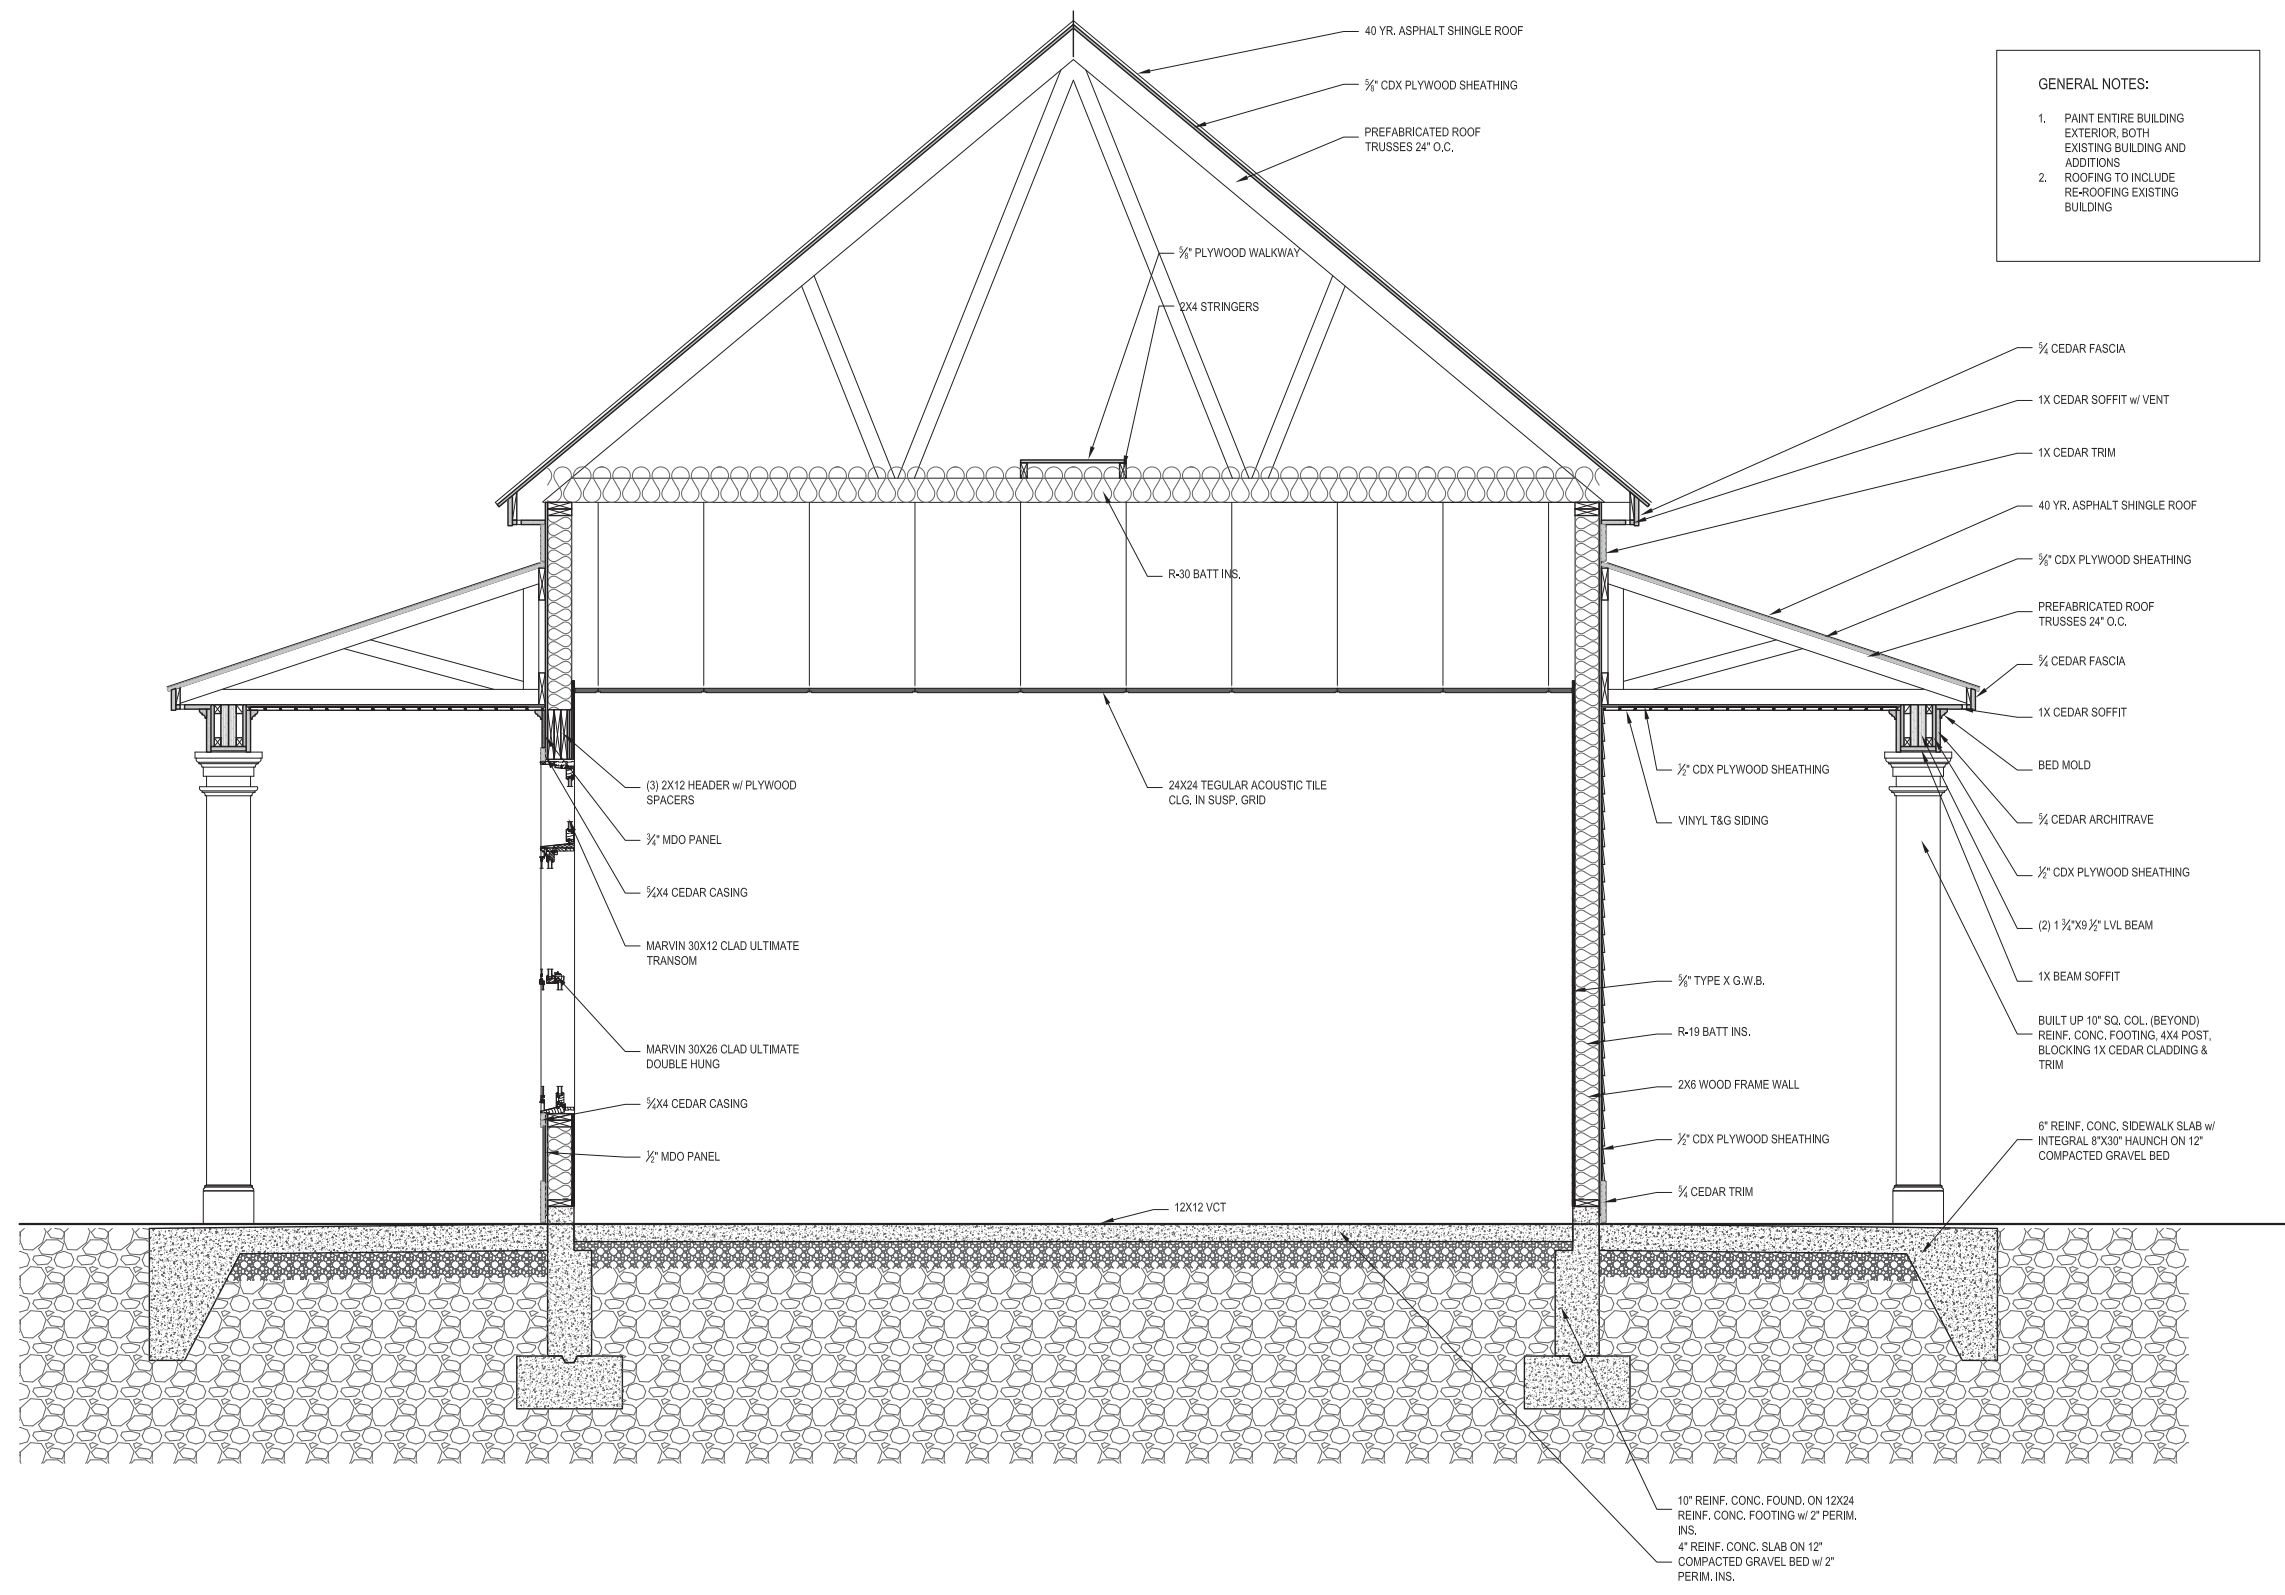 40 YR. ASPHALT SHINGLE ROOF
⅝" CDX PLYWOOD SHEATHING
PREFABRICATED ROOF
TRUSSES 24" O.C.
⅝" PLYWOOD WALKWAY
2X4 STRINGERS
R-30 BATT INS.
GENERAL NOTES:
1. PAINT ENTIRE BUILDING
EXTERIOR, BOTH
EXISTING BUILDING AND
ADDITIONS
2. ROOFING TO INCLUDE
RE-ROOFING EXISTING
BUILDING
5/4 CEDAR FASCIA
1X CEDAR SOFFIT w/ VENT
1X CEDAR TRIM
40 YR. ASPHALT SHINGLE ROOF
⅝" CDX PLYWOOD SHEATHING
PREFABRICATED ROOF
TRUSSES 24" O.C.
5/4 CEDAR FASCIA
1X CEDAR SOFFIT
BED MOLD
5/4 CEDAR ARCHITRAVE
½" CDX PLYWOOD SHEATHING
(2) 1 ¾"X9 ½" LVL BEAM
1X BEAM SOFFIT
BUILT UP 10" SQ. COL. (BEYOND)
REINF. CONC. FOOTING, 4X4 POST,
BLOCKING 1X CEDAR CLADDING &
TRIM
6" REINF. CONC. SIDEWALK SLAB w/
INTEGRAL 8"X30" HAUNCH ON 12"
COMPACTED GRAVEL BED
(3) 2X12 HEADER w/ PLYWOOD
SPACERS
¾" MDO PANEL
5/4X4 CEDAR CASING
MARVIN 30X12 CLAD ULTIMATE
TRANSOM
MARVIN 30X26 CLAD ULTIMATE
DOUBLE HUNG
5/4X4 CEDAR CASING
½" MDO PANEL
24X24 TEGULAR ACOUSTIC TILE
CLG. IN SUSP. GRID
12X12 VCT
½" CDX PLYWOOD SHEATHING
VINYL T&G SIDING
⅝" TYPE X G.W.B.
R-19 BATT INS.
2X6 WOOD FRAME WALL
½" CDX PLYWOOD SHEATHING
5/4 CEDAR TRIM
10" REINF. CONC. FOUND. ON 12X24
REINF. CONC. FOOTING w/ 2" PERIM.
INS.
4" REINF. CONC. SLAB ON 12"
COMPACTED GRAVEL BED w/ 2"
PERIM. INS.